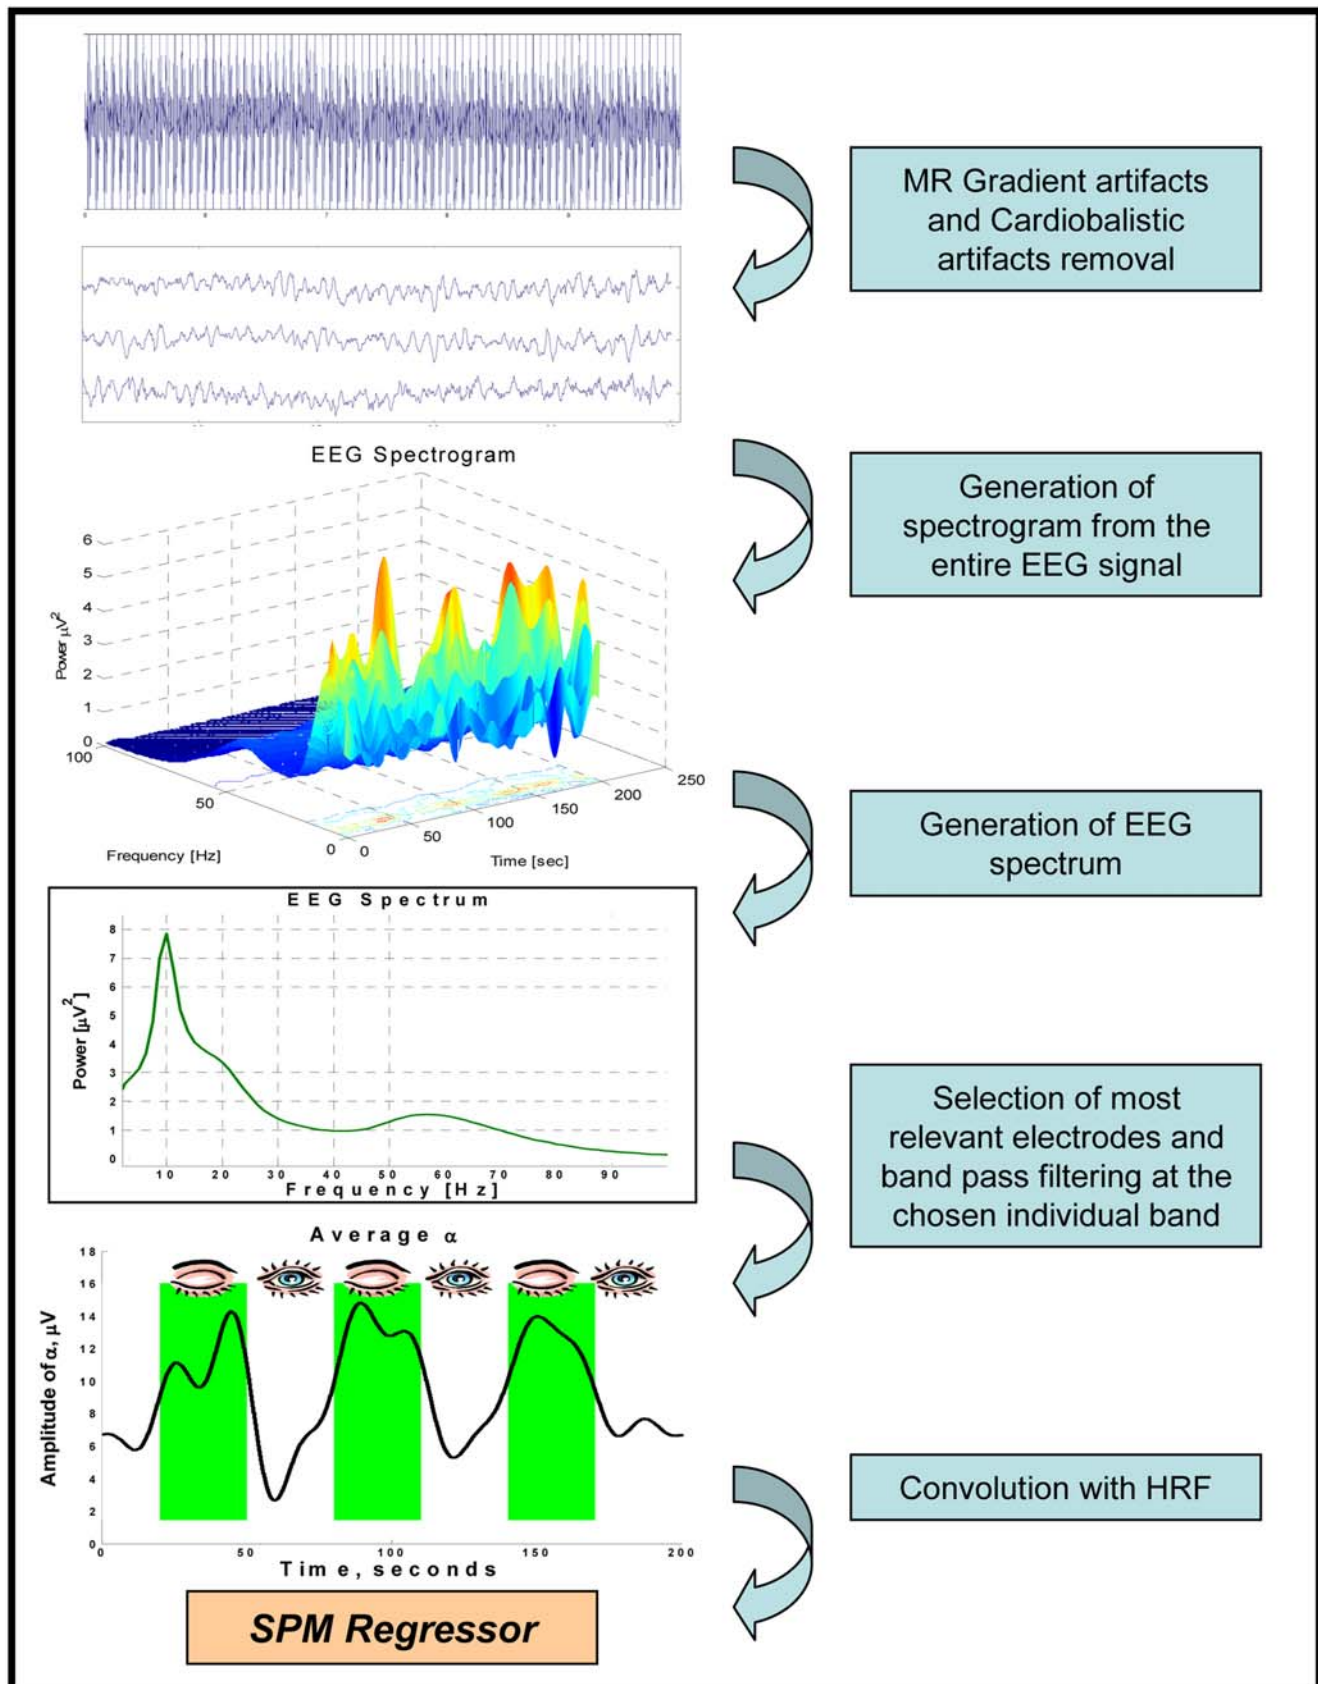 MR Gradient artifacts
and Cardiobalistic
artifacts removal
EEG Spectrogram
Generation of
spectrogram from the
entire EEG signal
6
5
4
3
2
1
0
Power μV2
100
50
0
Frequency [Hz]
0
50
100
150
200
250
Time [sec]
Generation of EEG
spectrum
EEG Spectrum
8
7
6
5
4
3
2
1
0
Power [μV2]
10 20 30 40 50 60 70 80 90
Frequency [Hz]
Selection of most
relevant electrodes and
band pass filtering at the
chosen individual band
Average α
18
16
14
12
10
8
6
4
2
0
Amplitude of α, μV
0 50 100 150 200
Time, seconds
Convolution with HRF
SPM Regressor